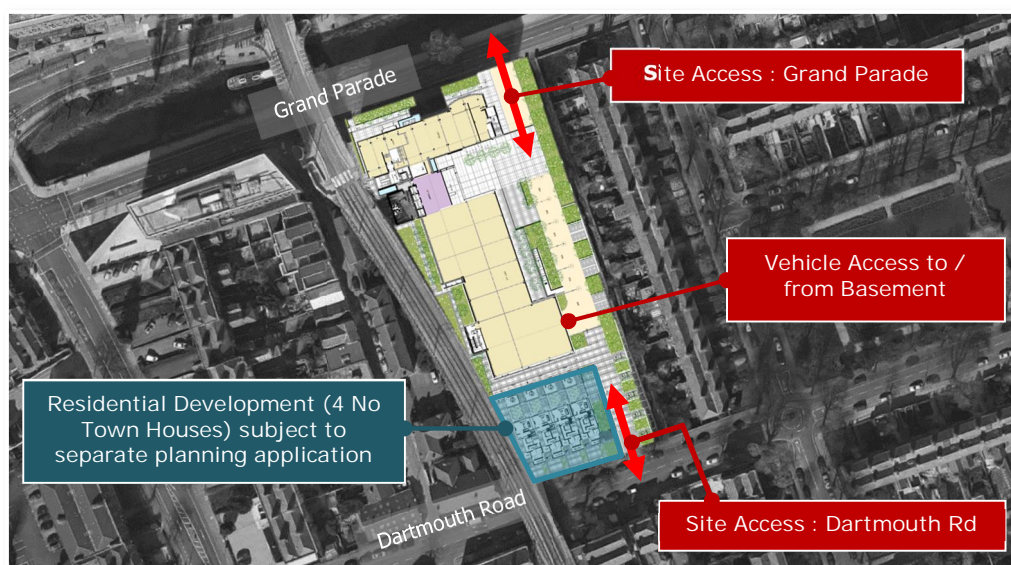 Grand Parade
Site Access : Grand Parade
Vehicle Access to /
from Basement
Residential Development (4 No
Town Houses) subject to
separate planning application
Dartmouth Road
Site Access : Dartmouth Rd